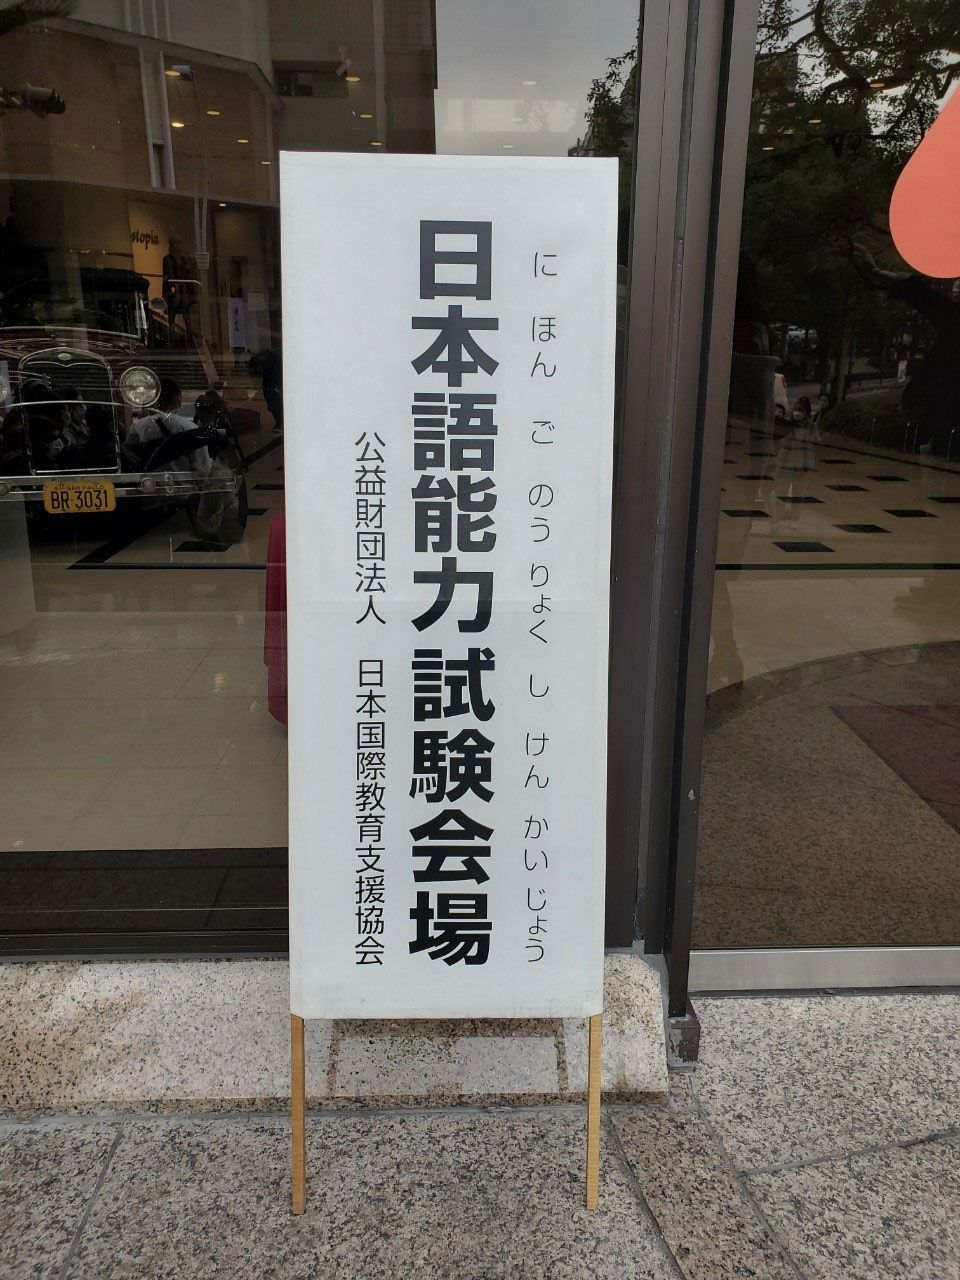 にほんごのうりょくしけんかいじょう
日本語能力試験会場
公益財団法人 日本国際教育支援協会
BR-3031